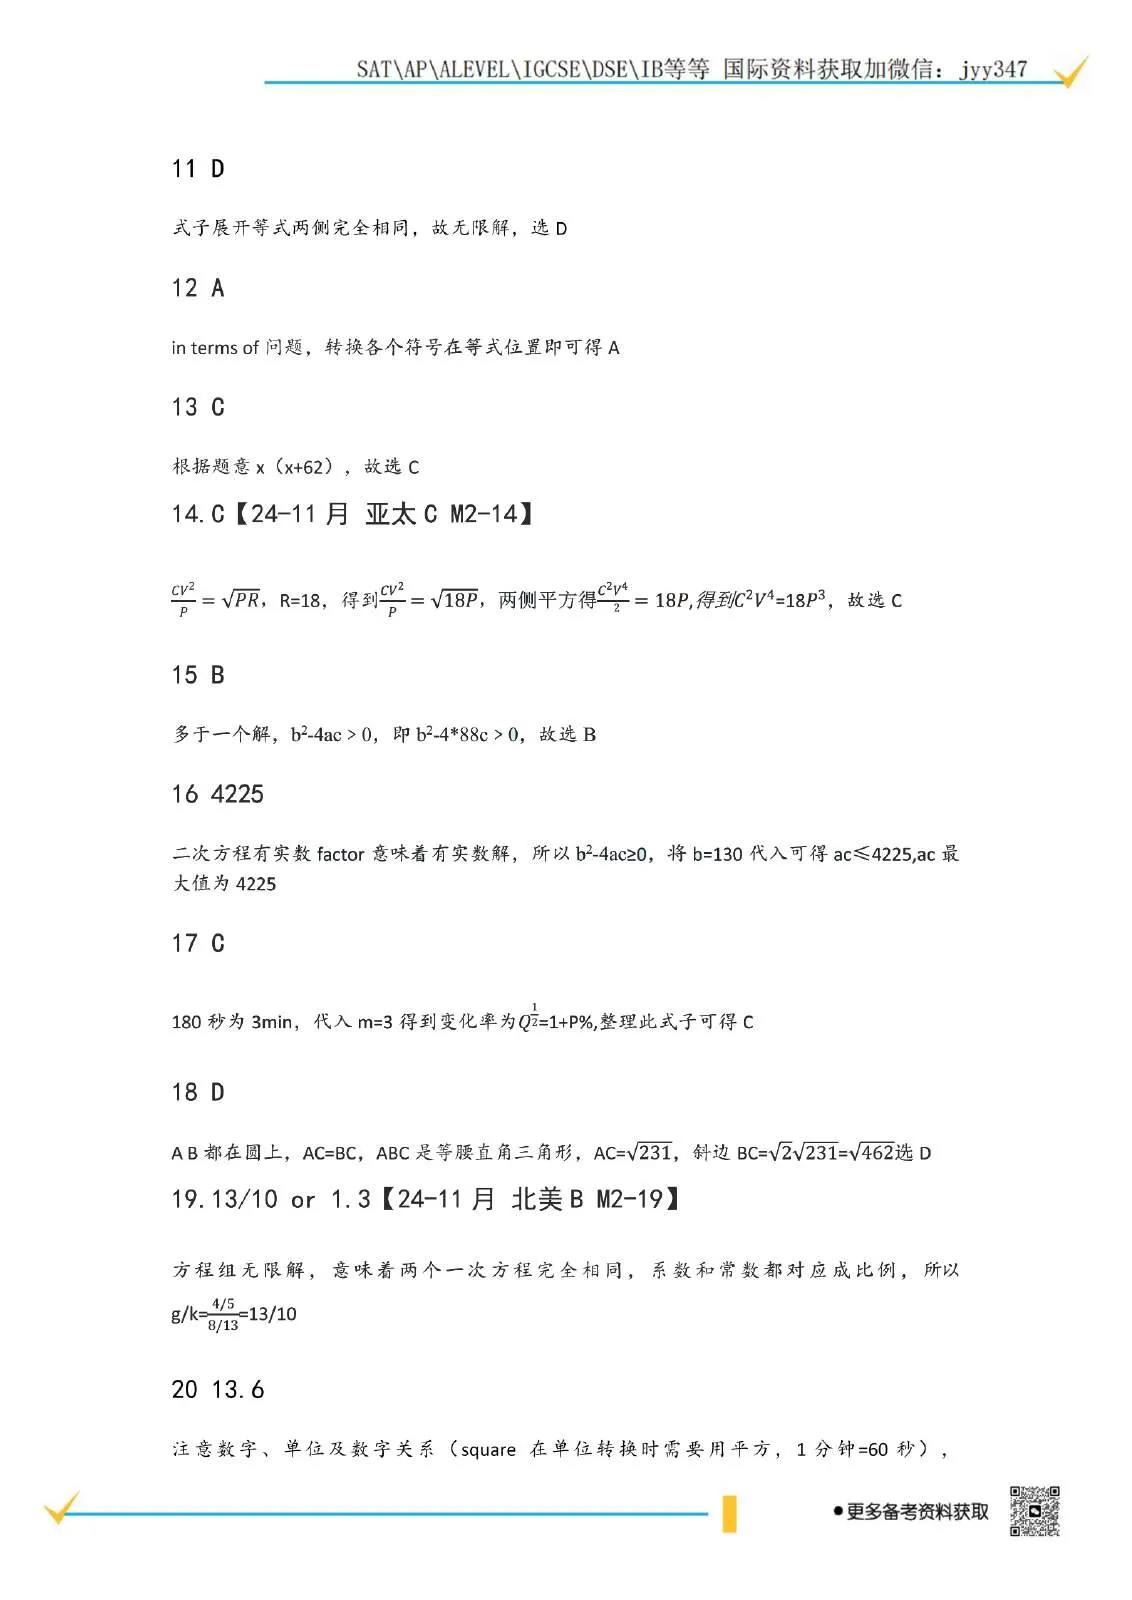 SAT\AP\ALEVEL\IGCSE\DSE\IB等等 国际资料获取加微信：jyy347
11 D
式子展开等式两侧完全相同，故无限解，选 D
12 A
in terms of 问题，转换各个符号在等式位置即可得 A
13 C
根据题意 x（x+62），故选 C
14.C【24-11 月 亚太 C M2-14】
CV²/P = √PR，R=18，得到 CV²/P = √18P，两侧平方得 C²V⁴/2 = 18P,得到C²V⁴=18P³，故选 C
15 B
多于一个解，b²-4ac＞0，即 b²-4*88c＞0，故选 B
16 4225
二次方程有实数 factor 意味着有实数解，所以 b²-4ac≥0，将 b=130 代入可得 ac≤4225,ac 最
大值为 4225
17 C
180 秒为 3min，代入 m=3 得到变化率为Q^(1/2)=1+P%,整理此式子可得 C
18 D
A B 都在圆上，AC=BC，ABC 是等腰直角三角形，AC=√231，斜边 BC=√2√231=√462选 D
19.13/10 or 1.3【24-11 月 北美 B M2-19】
方程组无限解，意味着两个一次方程完全相同，系数和常数都对应成比例，所以
g/k=(4/5)/(8/13)=13/10
20 13.6
注意数字、单位及数字关系（square 在单位转换时需要用平方，1 分钟=60 秒），
●更多备考资料获取